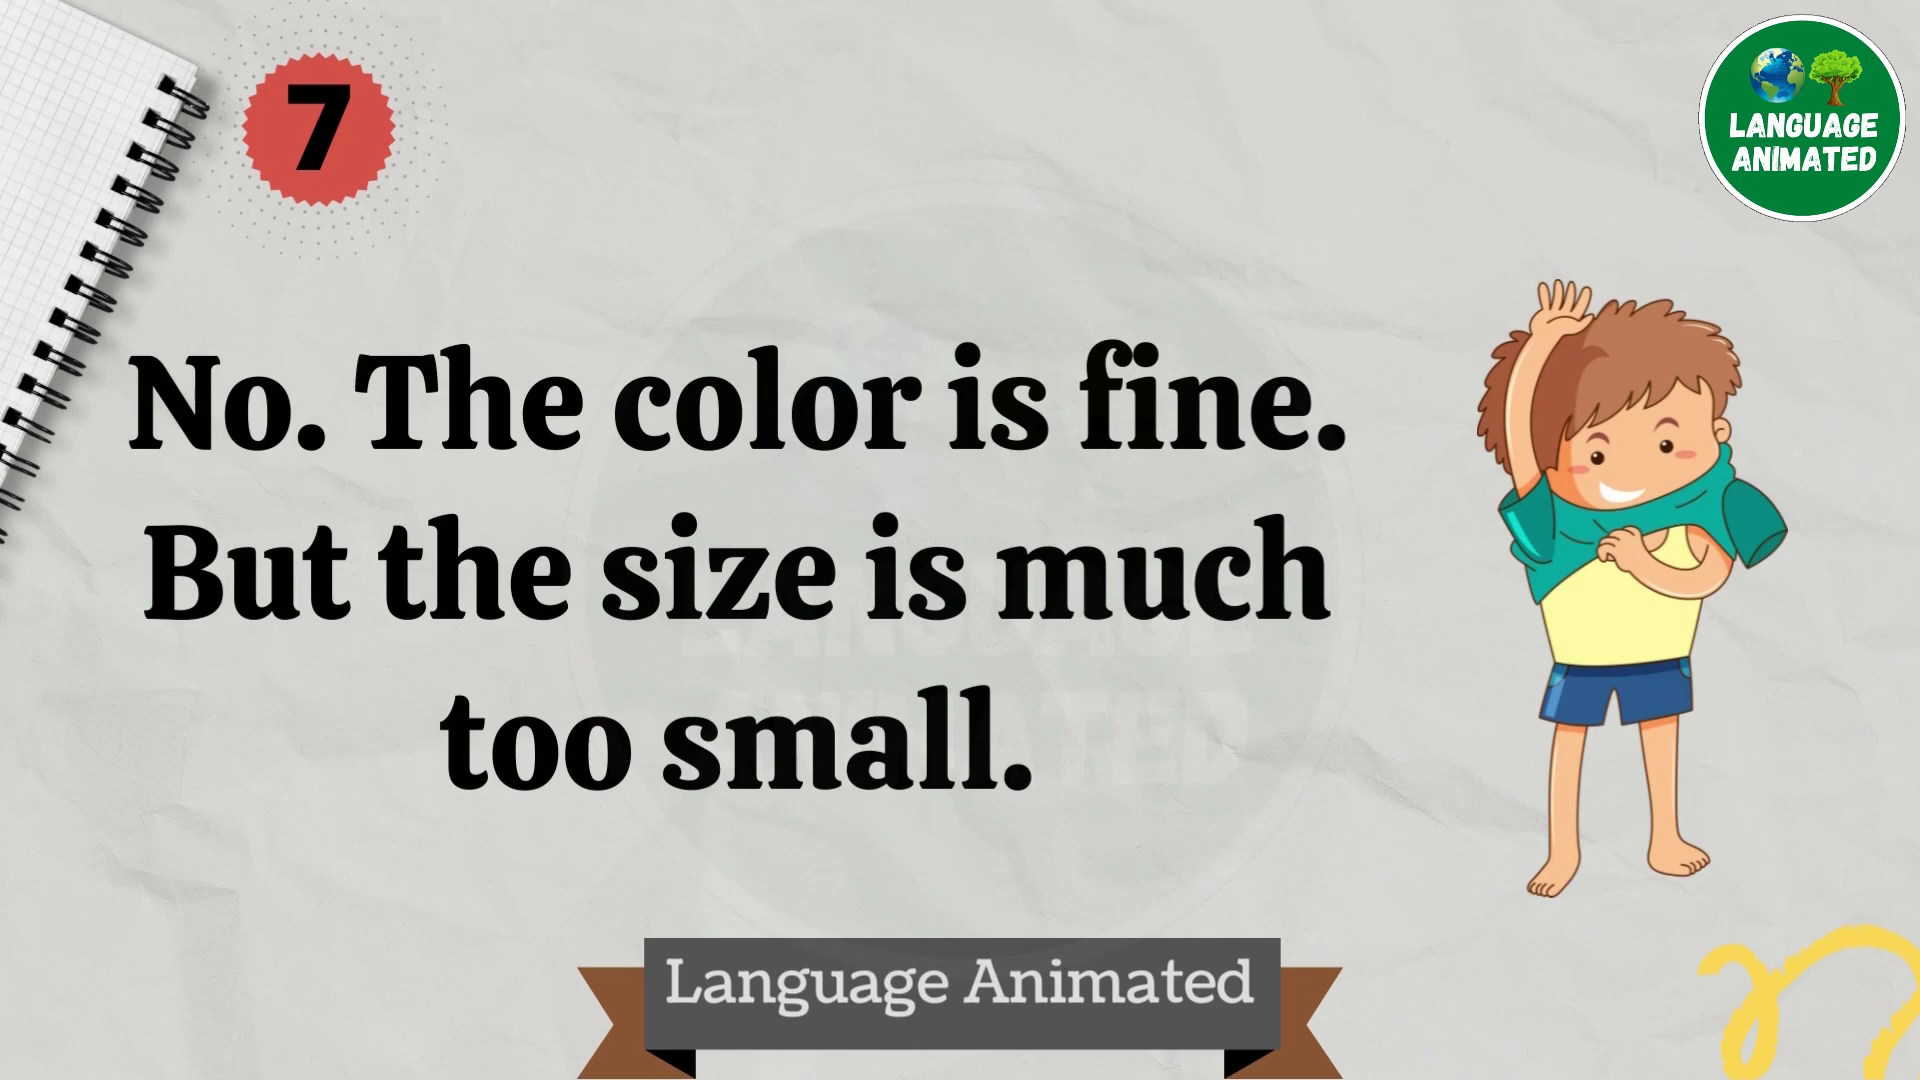 7
LANGUAGE
ANIMATED
No. The color is fine.
But the size is much
too small.
Language Animated